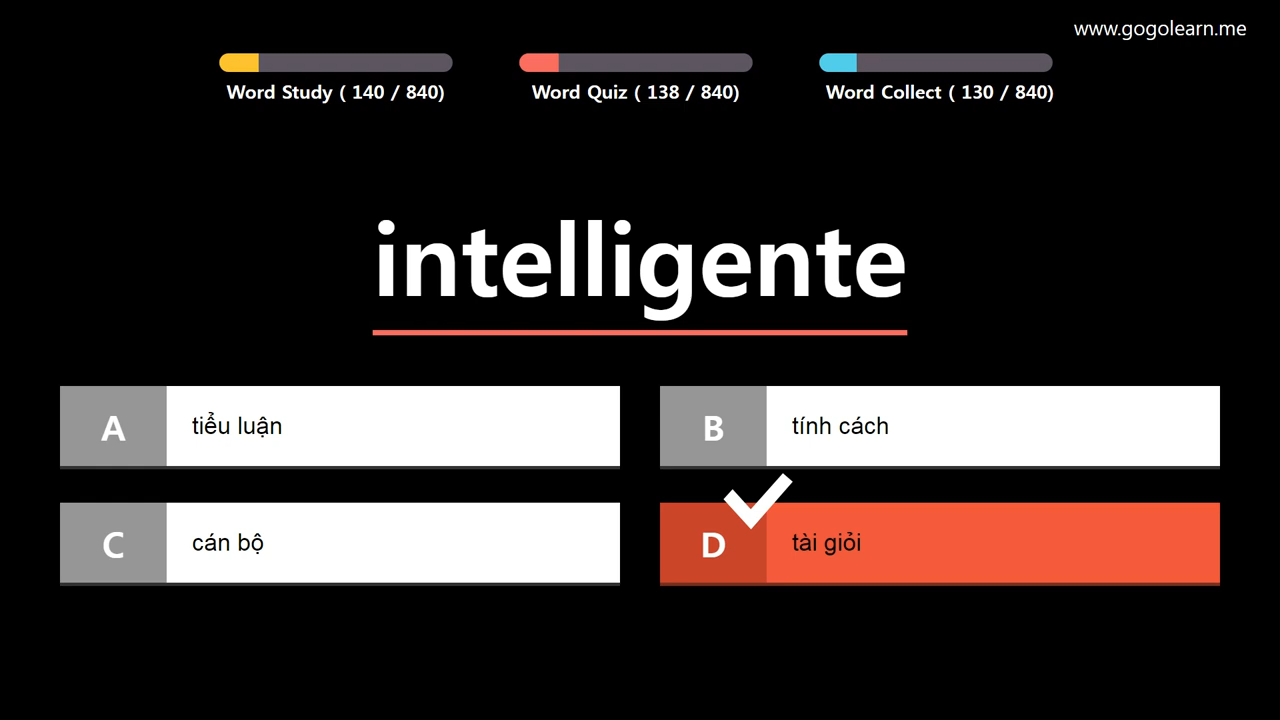 www.gogolearn.me
Word Study ( 140 / 840)
Word Quiz ( 138 / 840)
Word Collect ( 130 / 840)
intelligente
A
tiểu luận
B
tính cách
C
cán bộ
D
tài giỏi